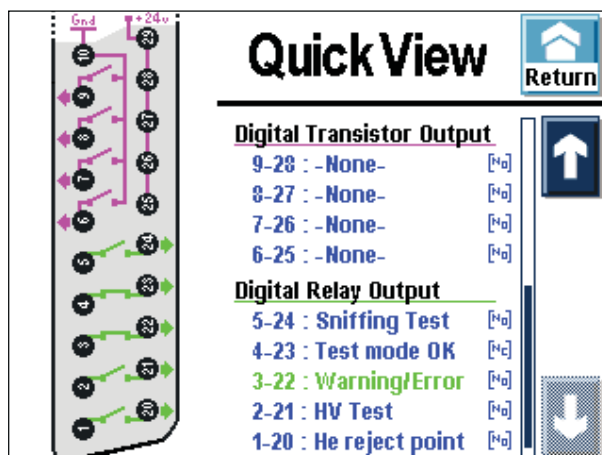 Gnd
+24v
10
29
9
28
8
27
7
26
6
25
5
24
4
23
3
22
2
21
1
20
Quick View
Return
Digital Transistor Output
9-28 : -None- [No]
8-27 : -None- [No]
7-26 : -None- [No]
6-25 : -None- [No]
Digital Relay Output
5-24 : Sniffing Test [No]
4-23 : Test mode OK [Nc]
3-22 : Warning/Error [No]
2-21 : HV Test [No]
1-20 : He reject point [No]